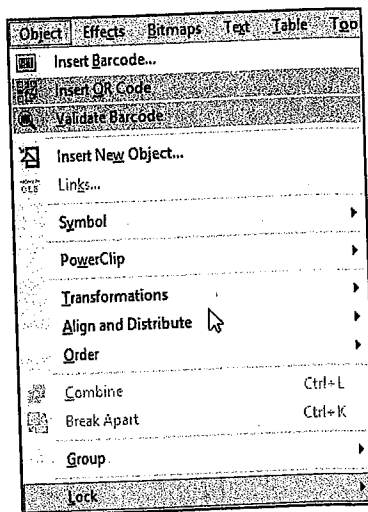 Object Effects Bitmaps Text Table Too
Insert Barcode...
Insert QR Code
Validate Barcode
Insert New Object...
Links...
Symbol
PowerClip
Transformations
Align and Distribute
Order
Combine Ctrl+L
Break Apart Ctrl+K
Group
Lock